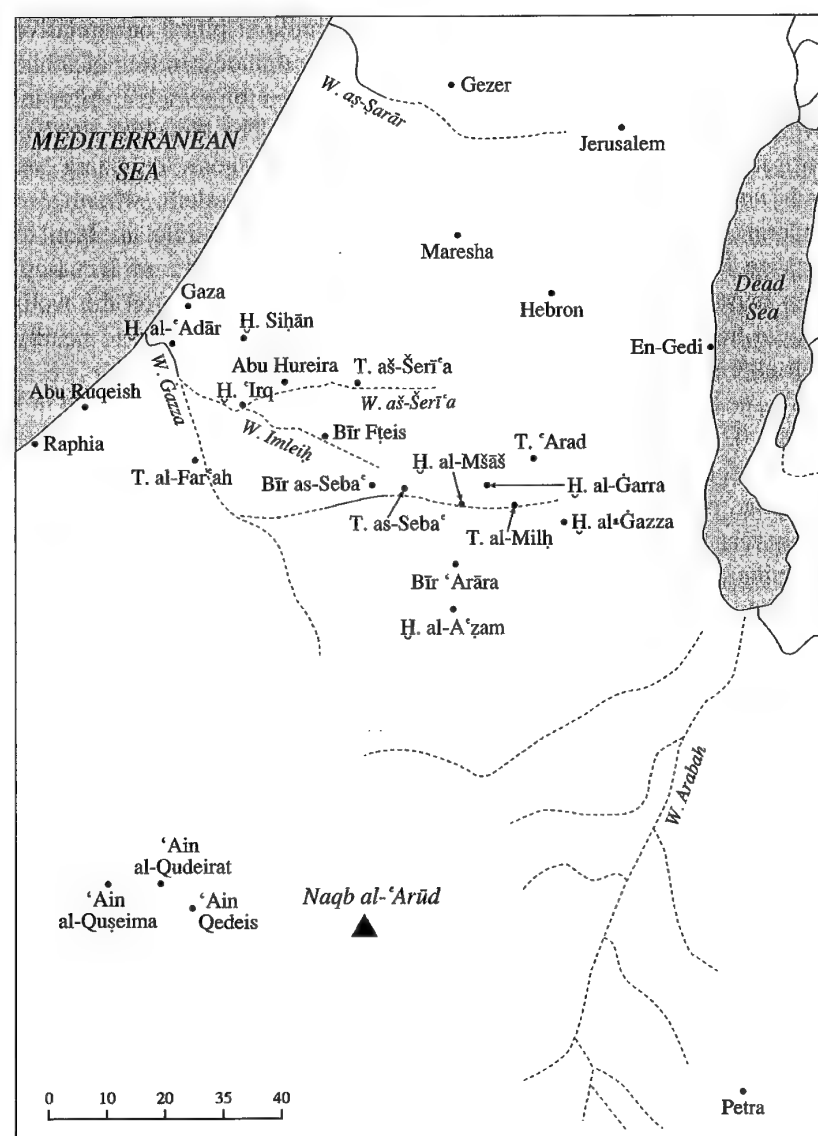 Gezer
W. aṣ-Ṣarār
MEDITERRANEAN
SEA
Jerusalem
Maresha
Dead
Sea
Gaza
Hebron
Ḫ. al-ʿAdār
Ḫ. Siḥān
En-Gedi
Abu Hureira
T. aš-Šerīʿa
W. Gazza
Abu Ruqeish
Ḫ. ʿIrq
W. aš-Šerīʿa
W. Imleiḥ
Bīr Fṭeis
Raphia
T. ʿArad
T. al-Farʿah
Ḫ. al-Mšāš
Bīr as-Sebaʿ
Ḫ. al-Ġarra
T. as-Sebaʿ
T. al-Milḥ
Ḫ. al-Ġazza
Bīr ʿArāra
Ḫ. al-Aʿẓam
W. Arabah
ʿAin
al-Qudeirat
ʿAin
al-Quṣeima
ʿAin
Qedeis
Naqb al-ʿArūd
0 10 20 35 40
Petra